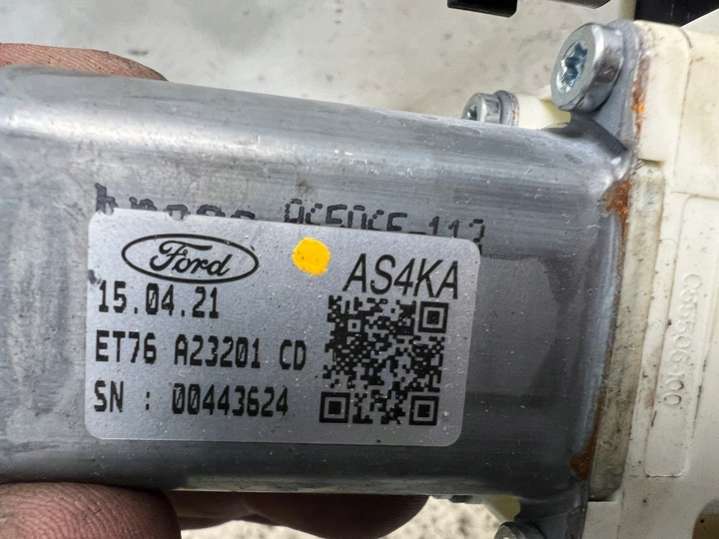 Ford
AS4KA
15.04.21
ET76 A23201 CD
SN : 00443624